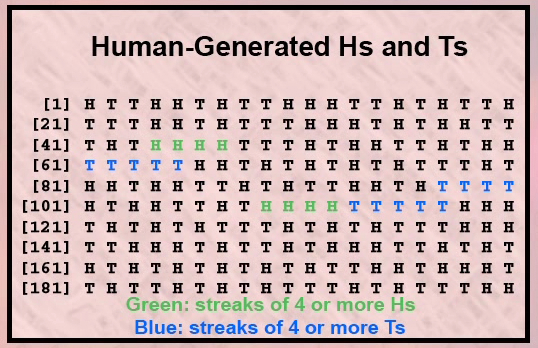 Human-Generated Hs and Ts
[1] H T T H H T H T T H H H T T H T H T T H
[21] T T T H H T H T T T H H H T H T H H T T
[41] T H T H H H H T T T H T H H T T H T H H
[61] T T T T T H H T H T H T H T H T T T H T
[81] H H T H H T T H T H T T H H T H T T T T
[101] H T H H T T H T H H H H T T T T T H H H
[121] T H T H T H T T T H T H T H T T T H H H
[141] T T H H H T H T T H T H H T T T H T H T
[161] H T H T H T H T H T H T T H T H T H H T
[181] T H T H T H T T H T T H T H T H T T H H
Green: streaks of 4 or more Hs
Blue: streaks of 4 or more Ts